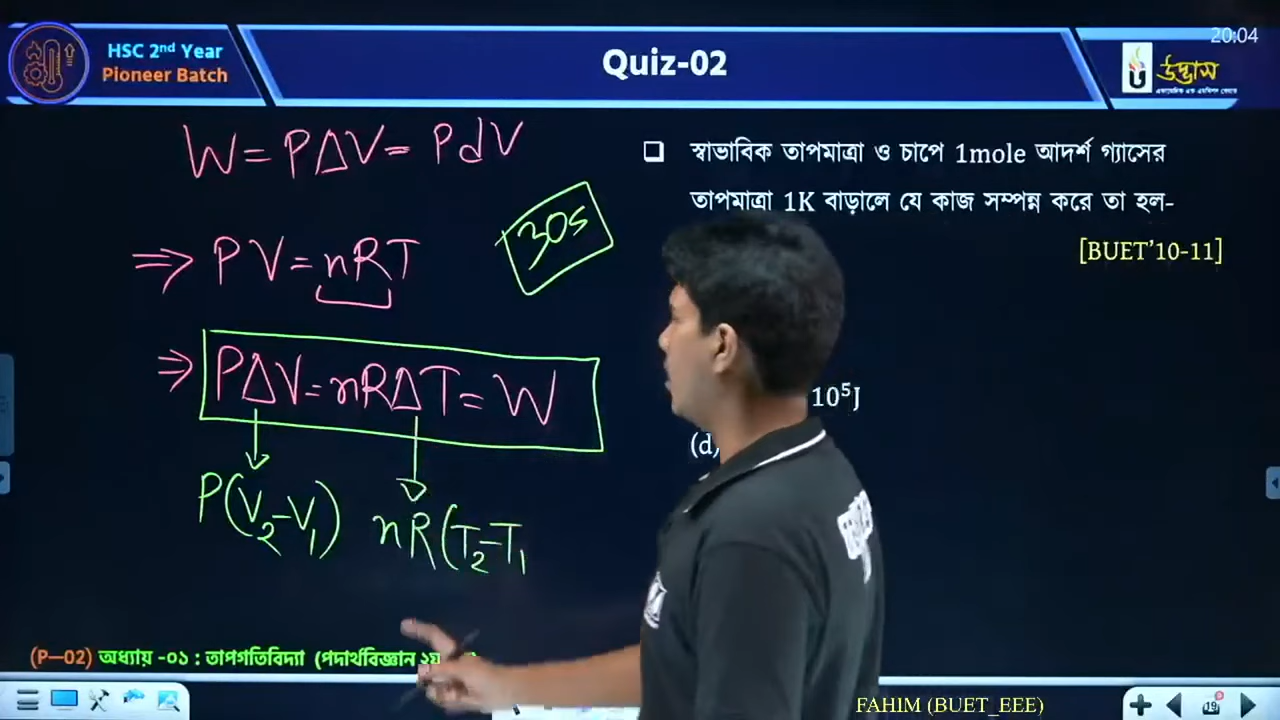 20:04
HSC 2nd Year
Pioneer Batch
Quiz-02
উদ্ভাস
W = PΔV = PdV
30s
⇒ PV = nRT
⇒ PΔV = nRΔT = W
P(V₂-V₁)
nR(T₂-T₁
স্বাভাবিক তাপমাত্রা ও চাপে 1mole আদর্শ গ্যাসের
তাপমাত্রা 1K বাড়ালে যে কাজ সম্পন্ন করে তা হল-
[BUET'10-11]
10⁵J
(d
(P—02) অধ্যায় -০১ : তাপগতিবিদ্যা (পদার্থবিজ্ঞান ২য়
19
FAHIM (BUET_EEE)